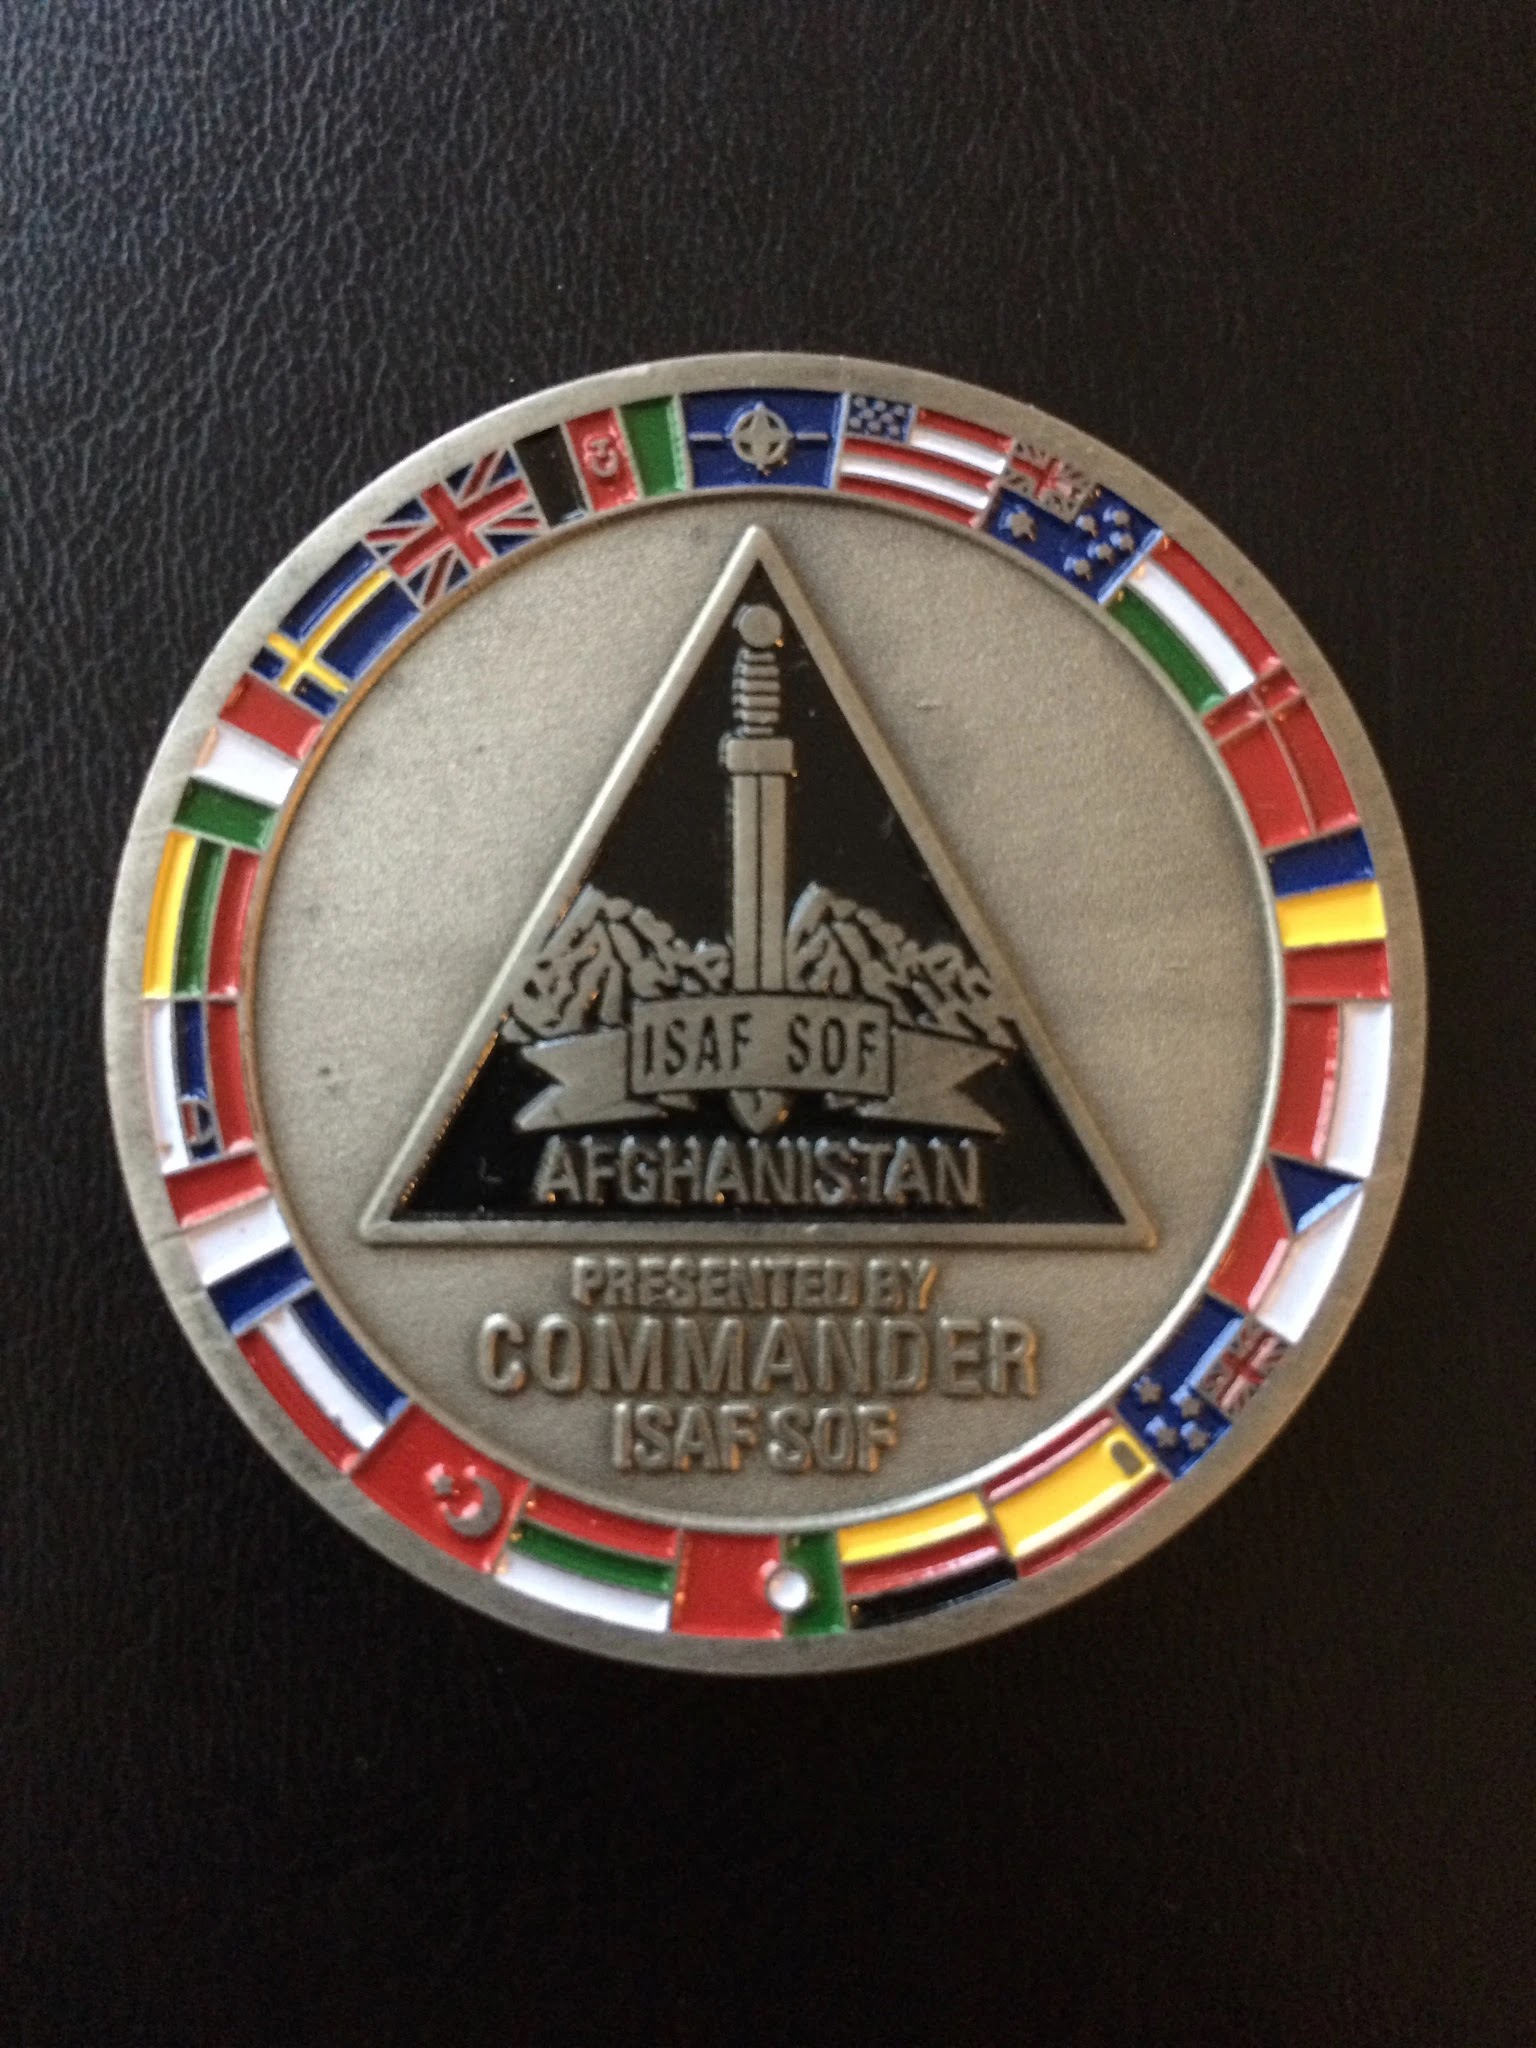 ISAF SOF
AFGHANISTAN
PRESENTED BY
COMMANDER
ISAF SOF